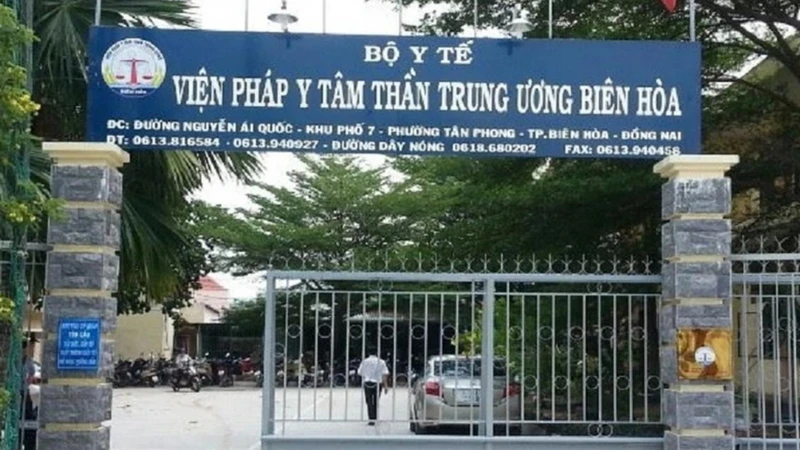 BỘ Y TẾ
VIỆN PHÁP Y TÂM THẦN TRUNG ƯƠNG BIÊN HÒA
ĐC: ĐƯỜNG NGUYỄN ÁI QUỐC - KHU PHỐ 7 - PHƯỜNG TÂN PHONG - TP.BIÊN HÒA - ĐỒNG NAI
ĐT: 0613.816584 - 0613.940927 - ĐƯỜNG DÂY NÓNG 0618.680202 FAX: 0613.940456
BIÊN HÒA